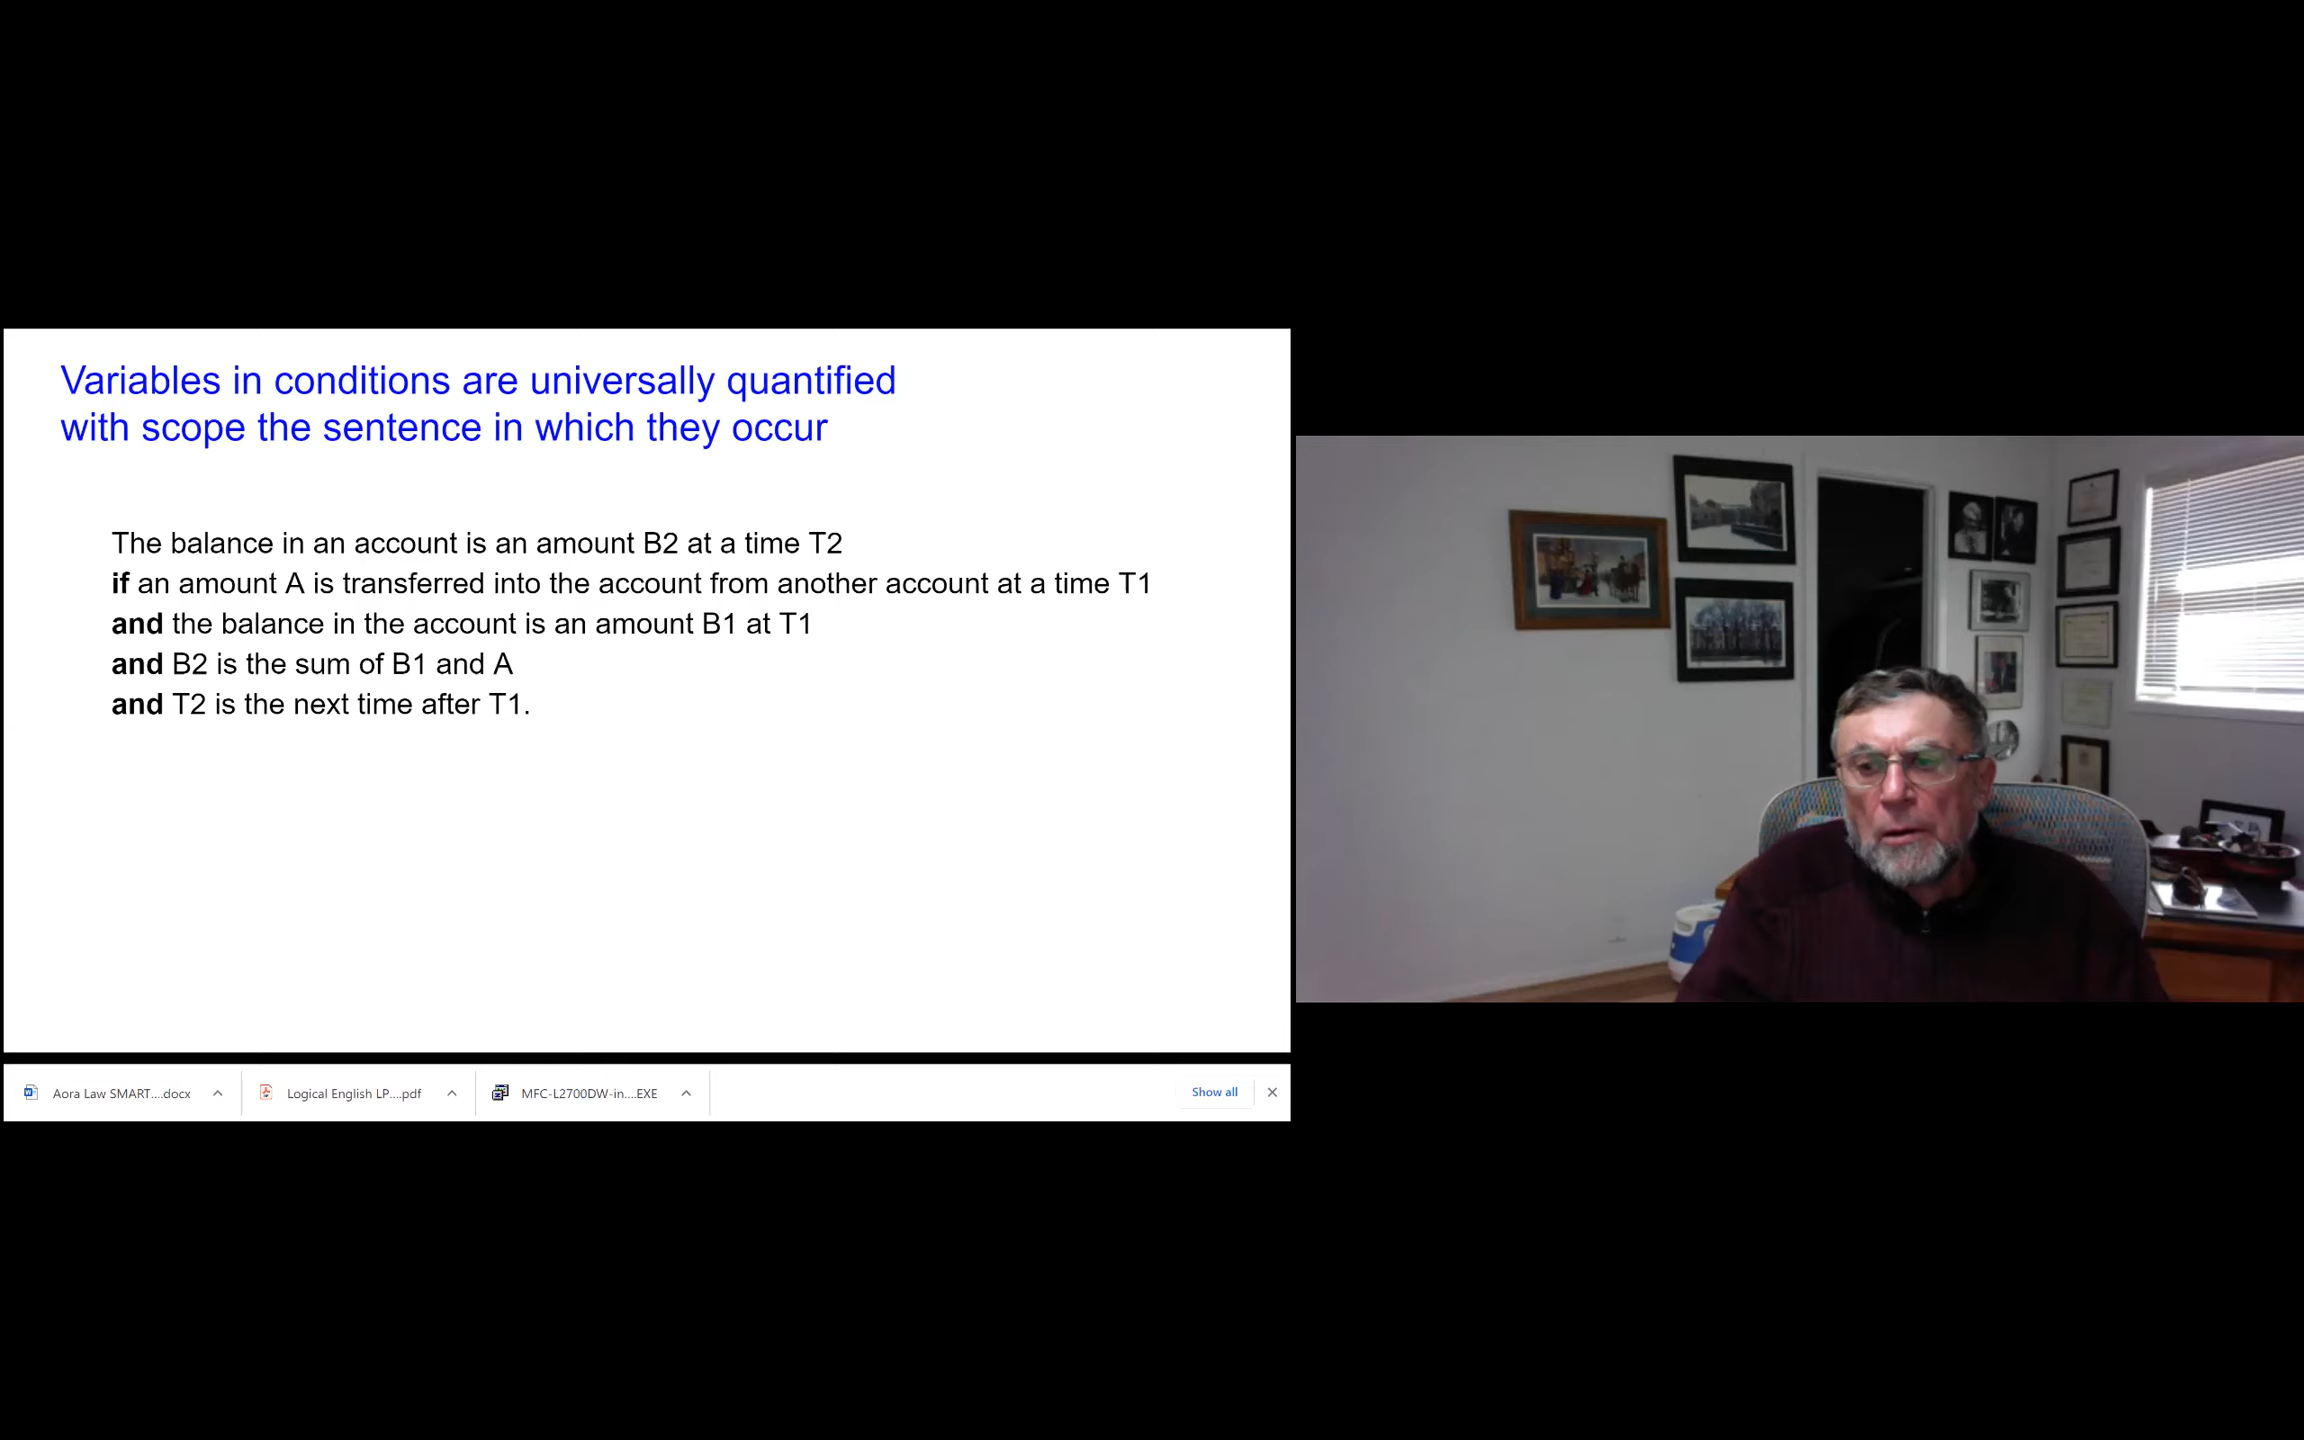 Variables in conditions are universally quantified
with scope the sentence in which they occur
The balance in an account is an amount B2 at a time T2
if an amount A is transferred into the account from another account at a time T1
and the balance in the account is an amount B1 at T1
and B2 is the sum of B1 and A
and T2 is the next time after T1.
Aora Law SMART....docx
Logical English LP....pdf
MFC-L2700DW-in....EXE
Show all